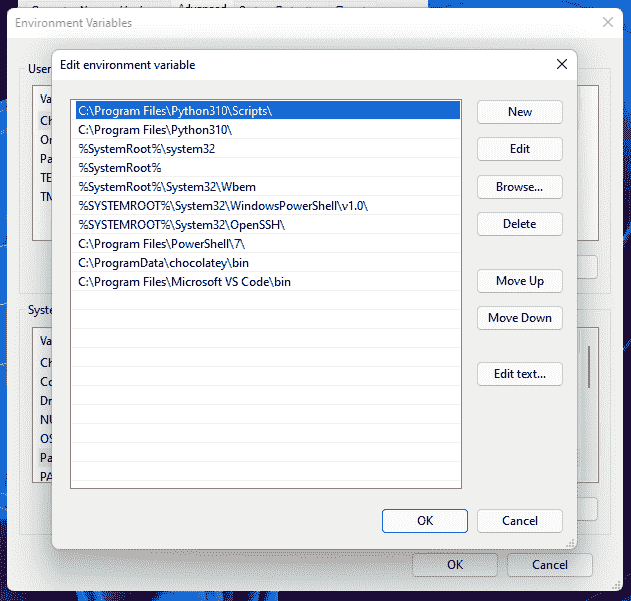 Environment Variables
Edit environment variable
User
Va
Ch
On
Pa
TE
TM
C:\Program Files\Python310\Scripts\
C:\Program Files\Python310\
%SystemRoot%\system32
%SystemRoot%
%SystemRoot%\System32\Wbem
%SYSTEMROOT%\System32\WindowsPowerShell\v1.0\
%SYSTEMROOT%\System32\OpenSSH\
C:\Program Files\PowerShell\7\
C:\ProgramData\chocolatey\bin
C:\Program Files\Microsoft VS Code\bin
New
Edit
Browse...
Delete
Move Up
Move Down
Edit text...
Syste
Va
Ch
Co
Dr
NU
OS
Pa
PA
OK
Cancel
OK
Cancel